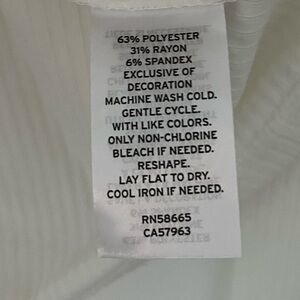 63% POLYESTER
31% RAYON
6% SPANDEX
EXCLUSIVE OF
DECORATION
MACHINE WASH COLD.
GENTLE CYCLE.
WITH LIKE COLORS.
ONLY NON-CHLORINE
BLEACH IF NEEDED.
RESHAPE.
LAY FLAT TO DRY.
COOL IRON IF NEEDED.
RN58665
CA57963